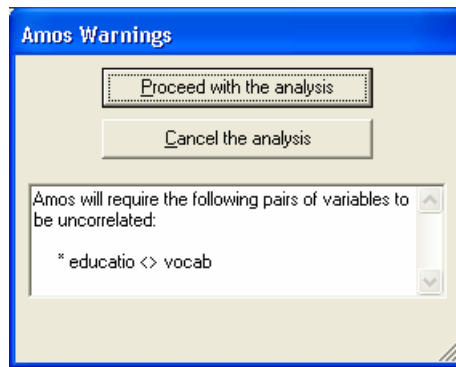 Amos Warnings
Proceed with the analysis
Cancel the analysis
Amos will require the following pairs of variables to
be uncorrelated:
* educatio <> vocab